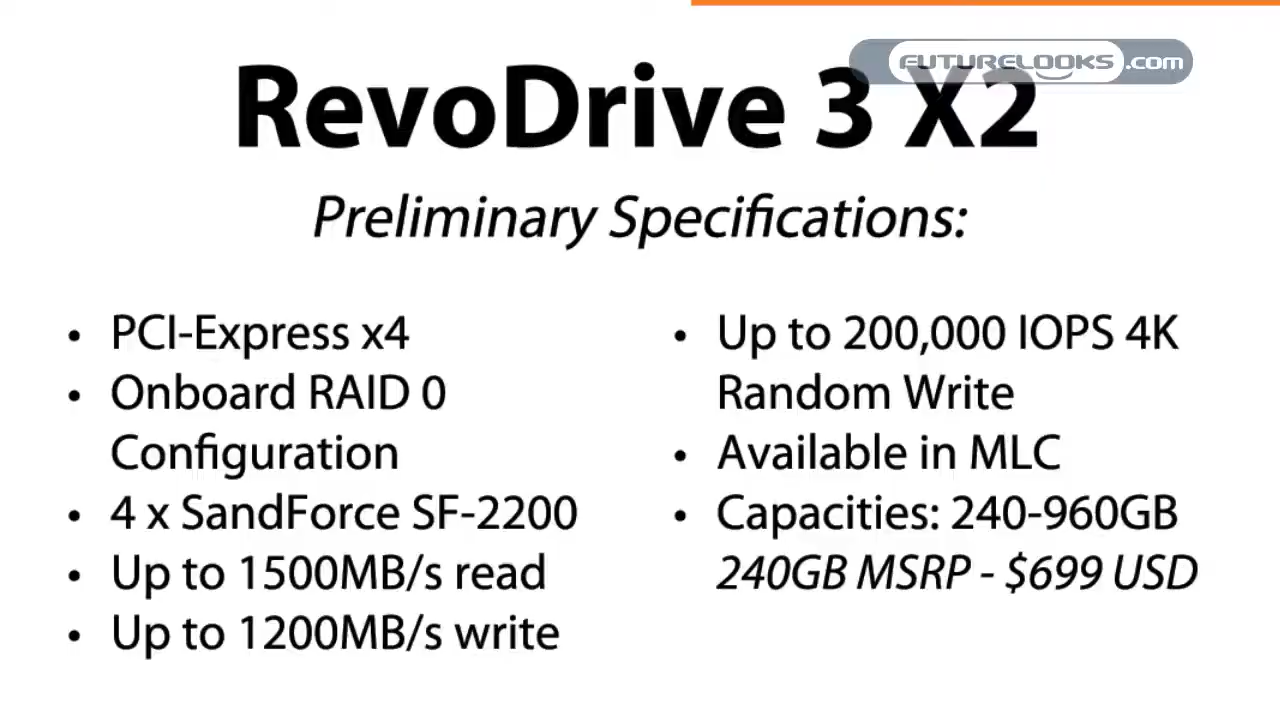 FUTURELOOKS.com
RevoDrive 3 X2
Preliminary Specifications:
• PCI-Express x4
• Onboard RAID 0
Configuration
• 4 x SandForce SF-2200
• Up to 1500MB/s read
• Up to 1200MB/s write
• Up to 200,000 IOPS 4K
Random Write
• Available in MLC
• Capacities: 240-960GB
240GB MSRP - $699 USD